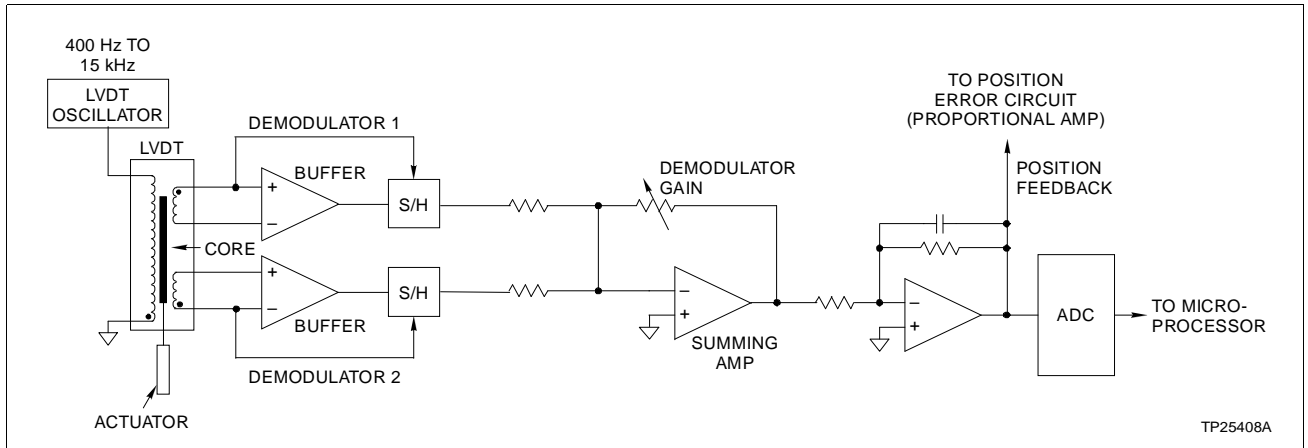 400 Hz TO
15 kHz
LVDT
OSCILLATOR
LVDT
DEMODULATOR 1
BUFFER
+
−
S/H
CORE
+
−
BUFFER
S/H
DEMODULATOR 2
ACTUATOR
DEMODULATOR
GAIN
−
+
SUMMING
AMP
TO POSITION
ERROR CIRCUIT
(PROPORTIONAL AMP)
POSITION
FEEDBACK
−
+
ADC
TO MICRO-
PROCESSOR
TP25408A